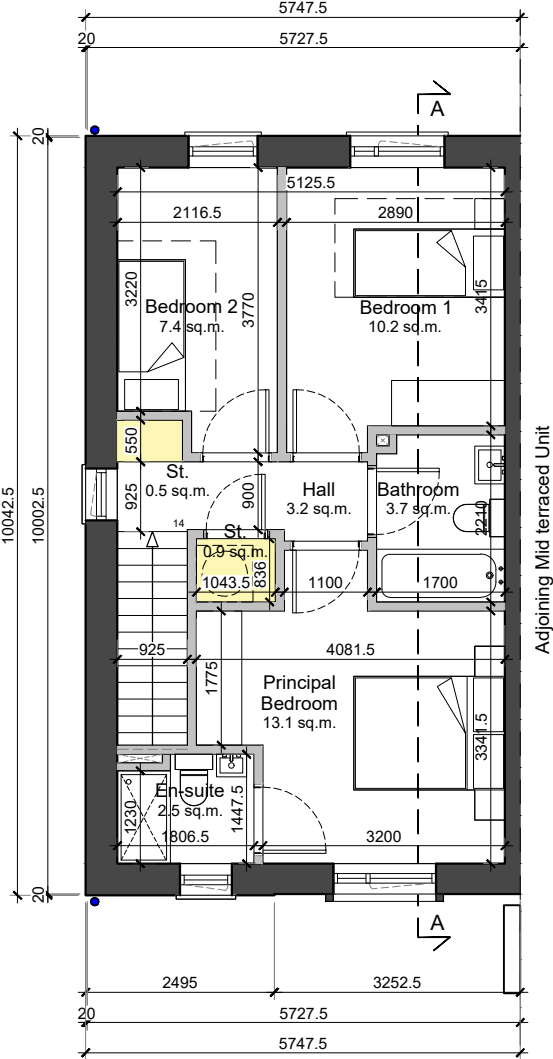 5747.5
20
5727.5
A
20
5125.5
2116.5
2890
3220
3770
3415
Bedroom 2
7.4 sq.m.
Bedroom 1
10.2 sq.m.
550
St.
0.5 sq.m.
925
900
Hall
3.2 sq.m.
Bathroom
3.7 sq.m.
2210
14
St.
0.9 sq.m.
836
1043.5
1100
1700
10042.5
10002.5
Adjoining Mid terraced Unit
925
4081.5
1775
Principal
Bedroom
13.1 sq.m.
3341.5
En-suite
2.5 sq.m.
1230
1447.5
1806.5
3200
20
A
2495
3252.5
20
5727.5
5747.5